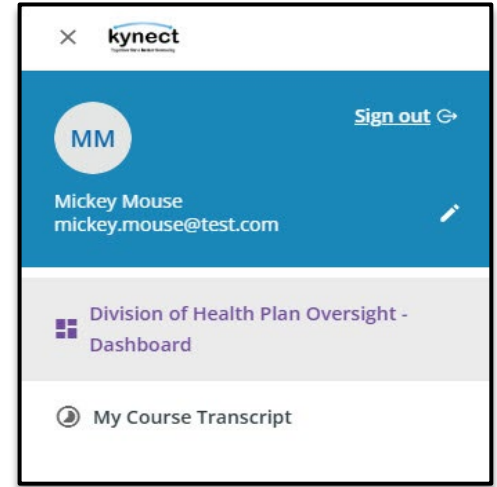 kynect
Sign out
MM
Mickey Mouse
mickey.mouse@test.com
Division of Health Plan Oversight -
Dashboard
My Course Transcript